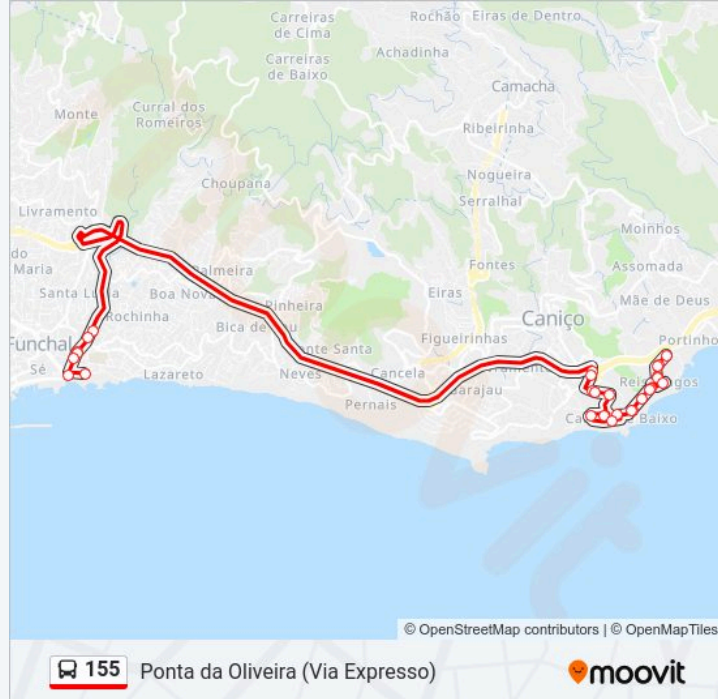 Carreiras
de Cima
Rochão
Eiras de Dentro
Achadinha
Carreiras
de Baixo
Camacha
Monte
Curral dos
Romeiros
Ribeirinha
Choupana
Nogueira
Serralhal
Livramento
Moinhos
do
Maria
Palmeira
Fontes
Assomada
Santa Luzia
Boa Nova
Eiras
Mãe de Deus
Rochinha
Pinheira
Caniço
Funchal
Figueirinhas
Portinho
Sé
Lazareto
Neves
Cancela
Garajau
Pernais
© OpenStreetMap contributors | © OpenMapTiles
155
Ponta da Oliveira (Via Expresso)
moovit